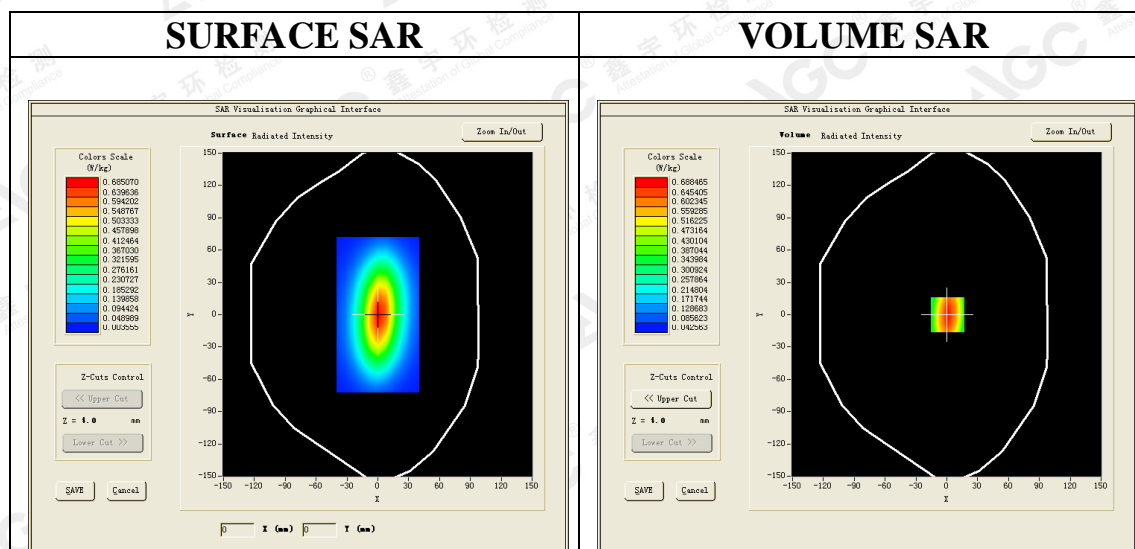 SURFACE SAR
VOLUME SAR
SAR Visualisation Graphical Interface
Surface Radiated Intensity
Zoom In/Out
Colors Scale
(W/kg)
0.685070
0.639636
0.594202
0.548767
0.503333
0.457898
0.412464
0.367030
0.321595
0.276161
0.230727
0.185292
0.139858
0.094424
0.048989
0.003555
150
120
90
60
30
0
-30
-60
-90
-120
-150
Y
-150 -120 -90 -60 -30 0 30 60 90 120 150
X
Z-Cuts Control
<< Upper Cut
Z = 4.0 mm
Lower Cut >>
SAVE Cancel
0 X (mm) 0 Y (mm)
SAR Visualisation Graphical Interface
Volume Radiated Intensity
Zoom In/Out
Colors Scale
(W/kg)
0.688465
0.645405
0.602345
0.559285
0.516225
0.473164
0.430104
0.387044
0.343984
0.300924
0.257864
0.214804
0.171744
0.128683
0.085623
0.042563
150
120
90
60
30
0
-30
-60
-90
-120
-150
Y
-150 -120 -90 -60 -30 0 30 60 90 120 150
X
Z-Cuts Control
<< Upper Cut
Z = 4.0 mm
Lower Cut >>
SAVE Cancel